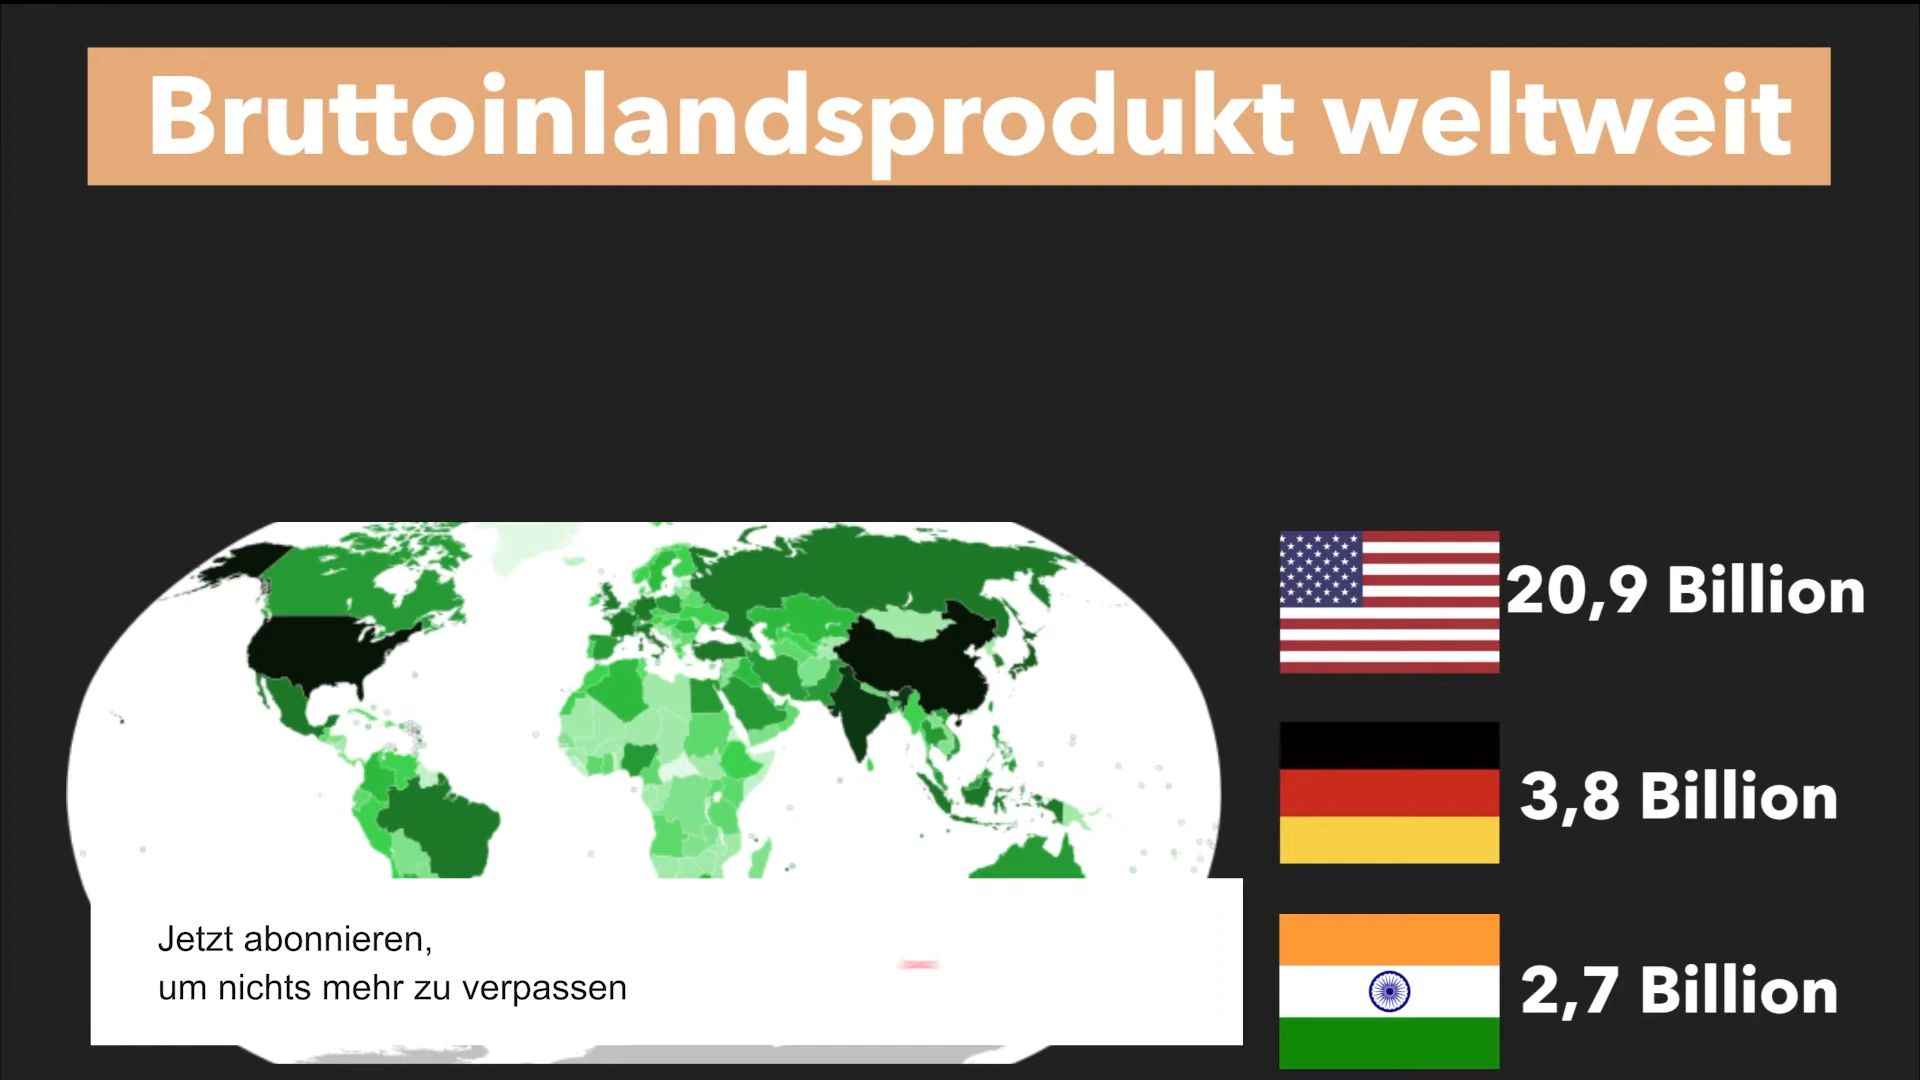 Bruttoinlandsprodukt weltweit
20,9 Billion
3,8 Billion
2,7 Billion
Jetzt abonnieren,
um nichts mehr zu verpassen